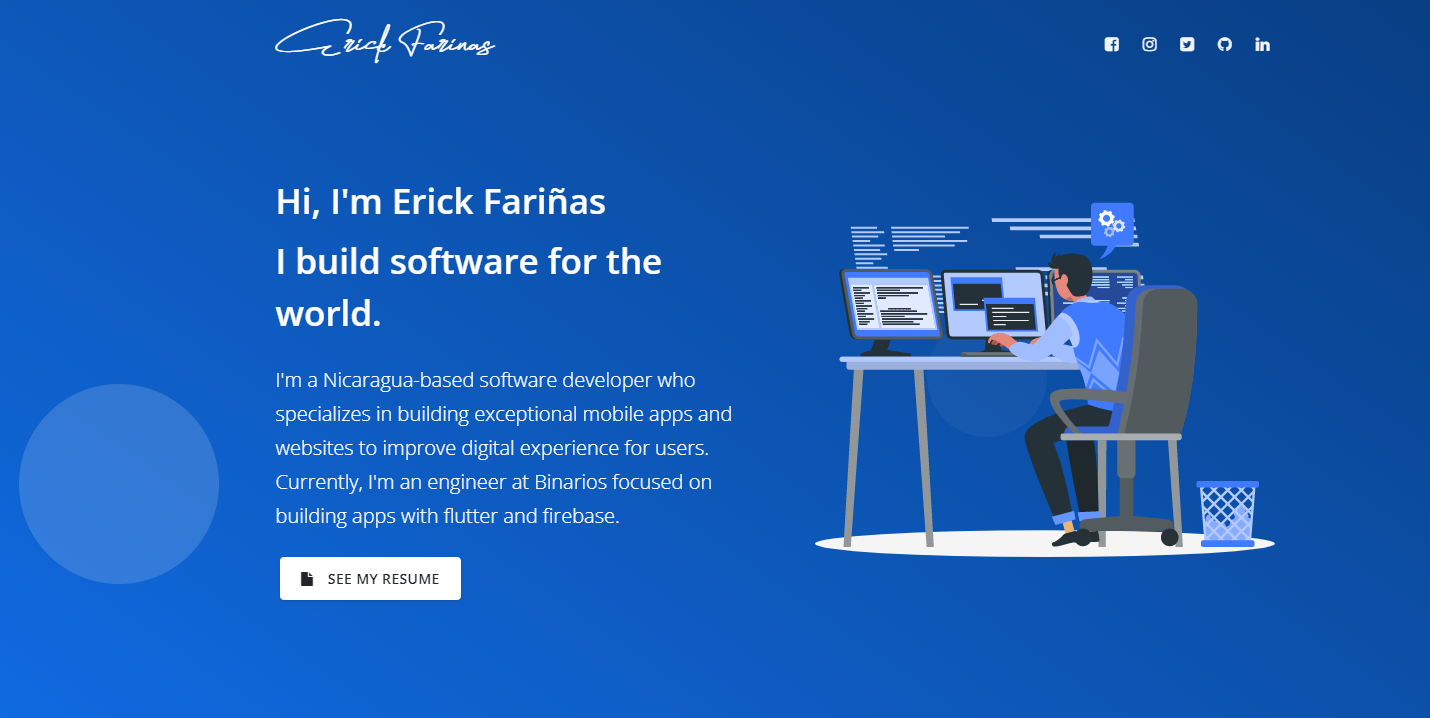 Erick Farinas
Hi, I'm Erick Fariñas
I build software for the
world.
I'm a Nicaragua-based software developer who
specializes in building exceptional mobile apps and
websites to improve digital experience for users.
Currently, I'm an engineer at Binarios focused on
building apps with flutter and firebase.
SEE MY RESUME